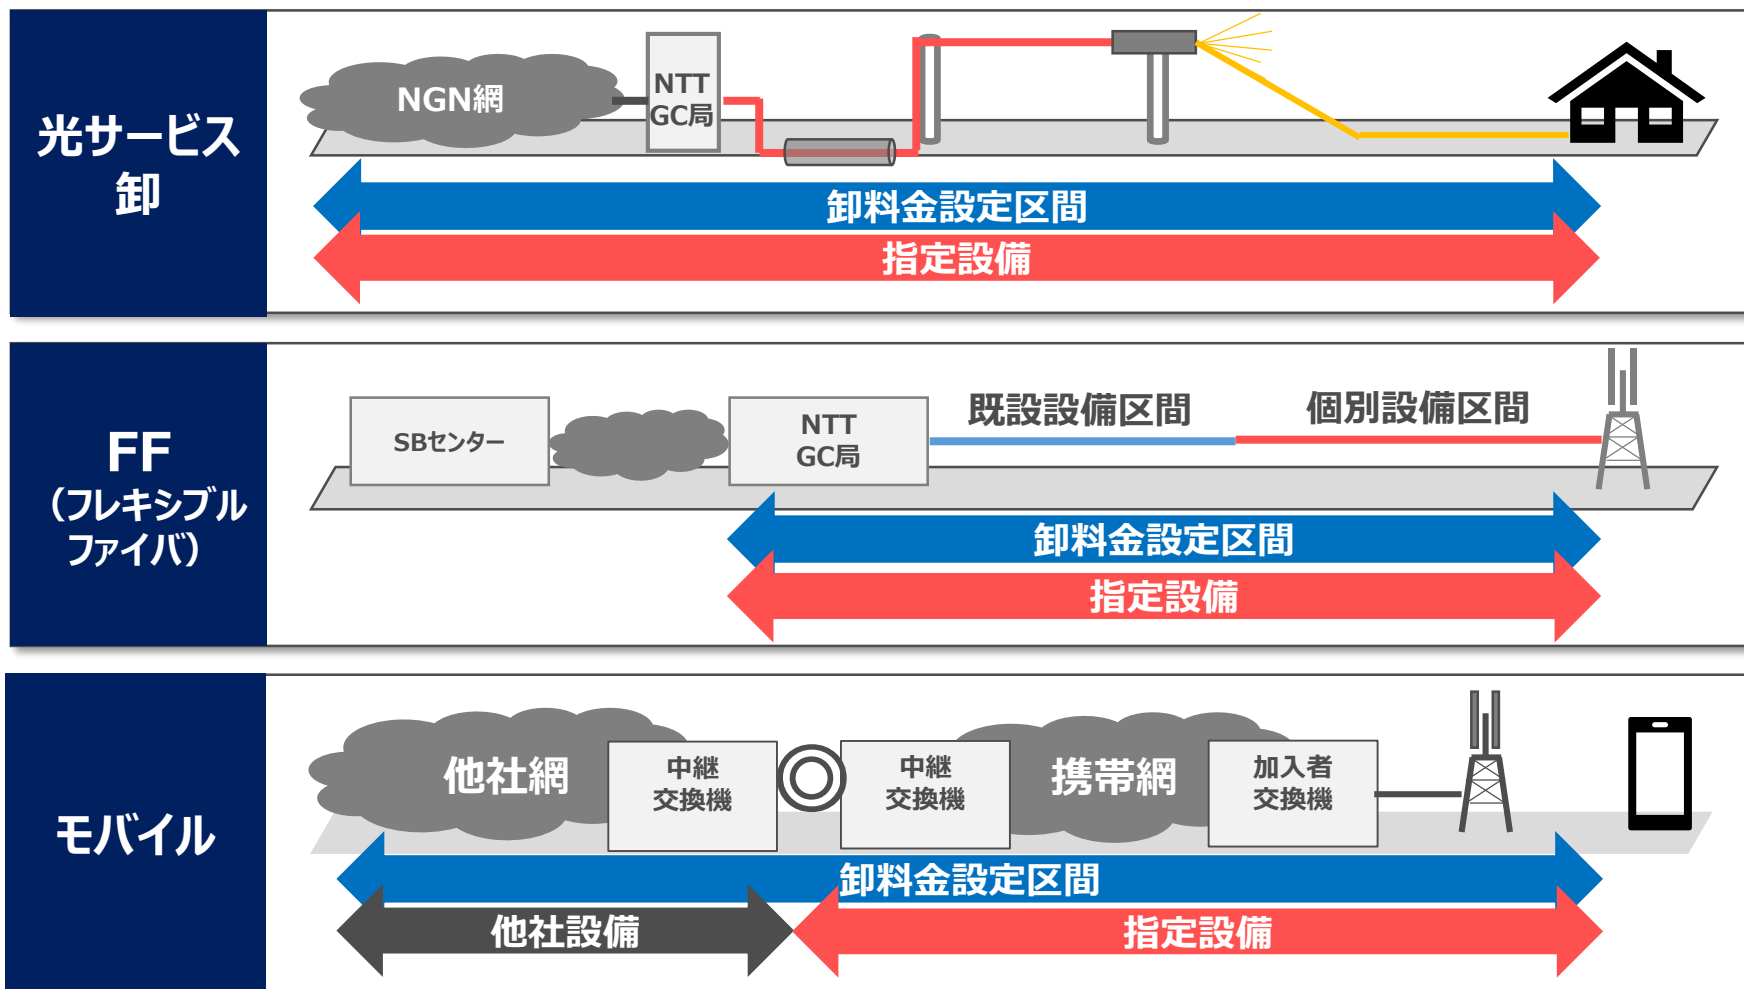 光サービス
卸
NGN網
NTT
GC局
卸料金設定区間
指定設備
FF
（フレキシブル
ファイバ）
SBセンター
NTT
GC局
既設設備区間
個別設備区間
卸料金設定区間
指定設備
モバイル
他社網
中継
交換機
中継
交換機
携帯網
加入者
交換機
卸料金設定区間
他社設備
指定設備